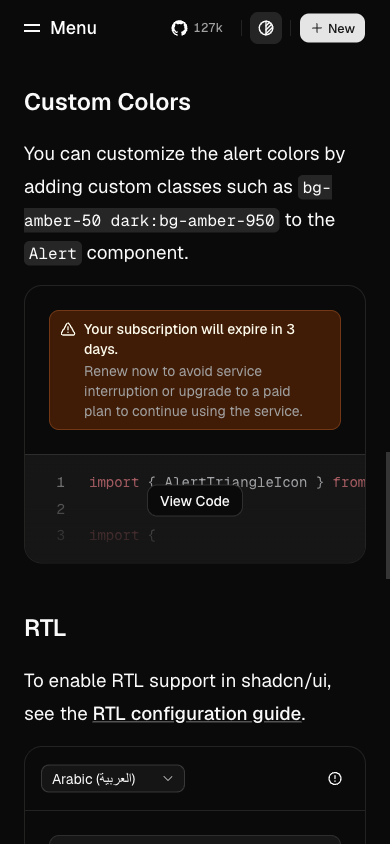 Menu 127k + New
Custom Colors
You can customize the alert colors by
adding custom classes such as bg-
amber-50 dark:bg-amber-950 to the
Alert component.
Your subscription will expire in 3
days.
Renew now to avoid service
interruption or upgrade to a paid
plan to continue using the service.
1 import { AlertTriangleIcon } from
View Code
2
3 import {
RTL
To enable RTL support in shadcn/ui,
see the RTL configuration guide.
Arabic (العربية)